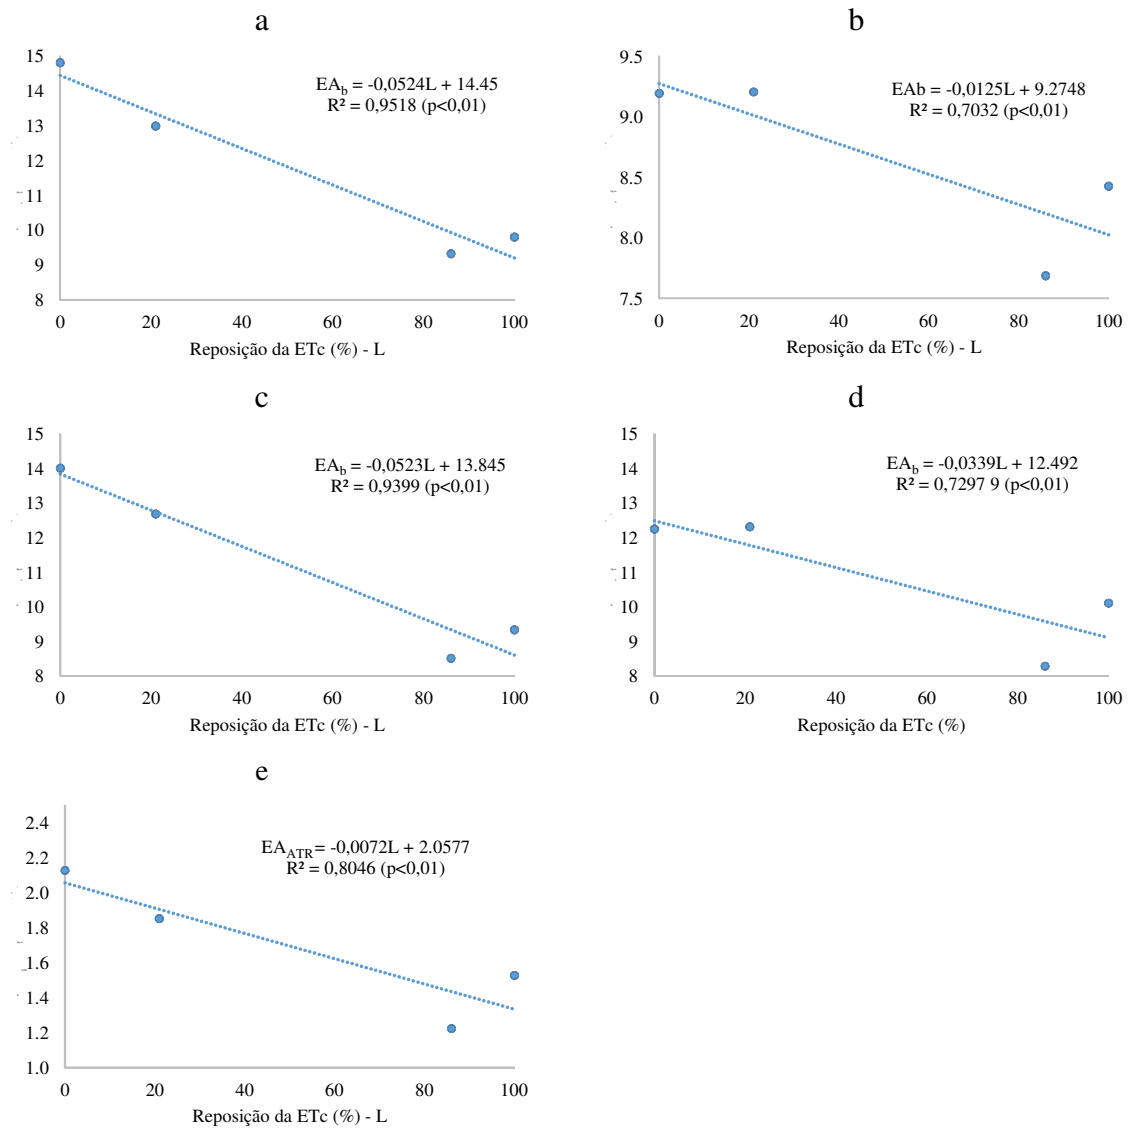 a
15
14
13
12
11
10
9
8
EAb = -0,0524L + 14.45
R² = 0,9518 (p<0,01)
0 20 40 60 80 100
Reposição da ETc (%) - L
b
9.5
9.0
8.5
8.0
7.5
EAb = -0,0125L + 9.2748
R² = 0,7032 (p<0,01)
0 20 40 60 80 100
Reposição da ETc (%) - L
c
15
14
13
12
11
10
9
8
EAb = -0,0523L + 13.845
R² = 0,9399 (p<0,01)
0 20 40 60 80 100
Reposição da ETc (%) - L
d
15
14
13
12
11
10
9
8
EAb = -0,0339L + 12.492
R² = 0,7297 9 (p<0,01)
0 20 40 60 80 100
Reposição da ETc (%)
e
2.4
2.2
2.0
1.8
1.6
1.4
1.2
1.0
EAATR= -0,0072L + 2.0577
R² = 0,8046 (p<0,01)
0 20 40 60 80 100
Reposição da ETc (%) - L